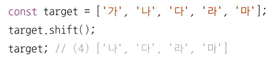 const target = ['가', '나', '다', '라', '마'];
target.shift();
target; // (4) ['나', '다', '라', '마']